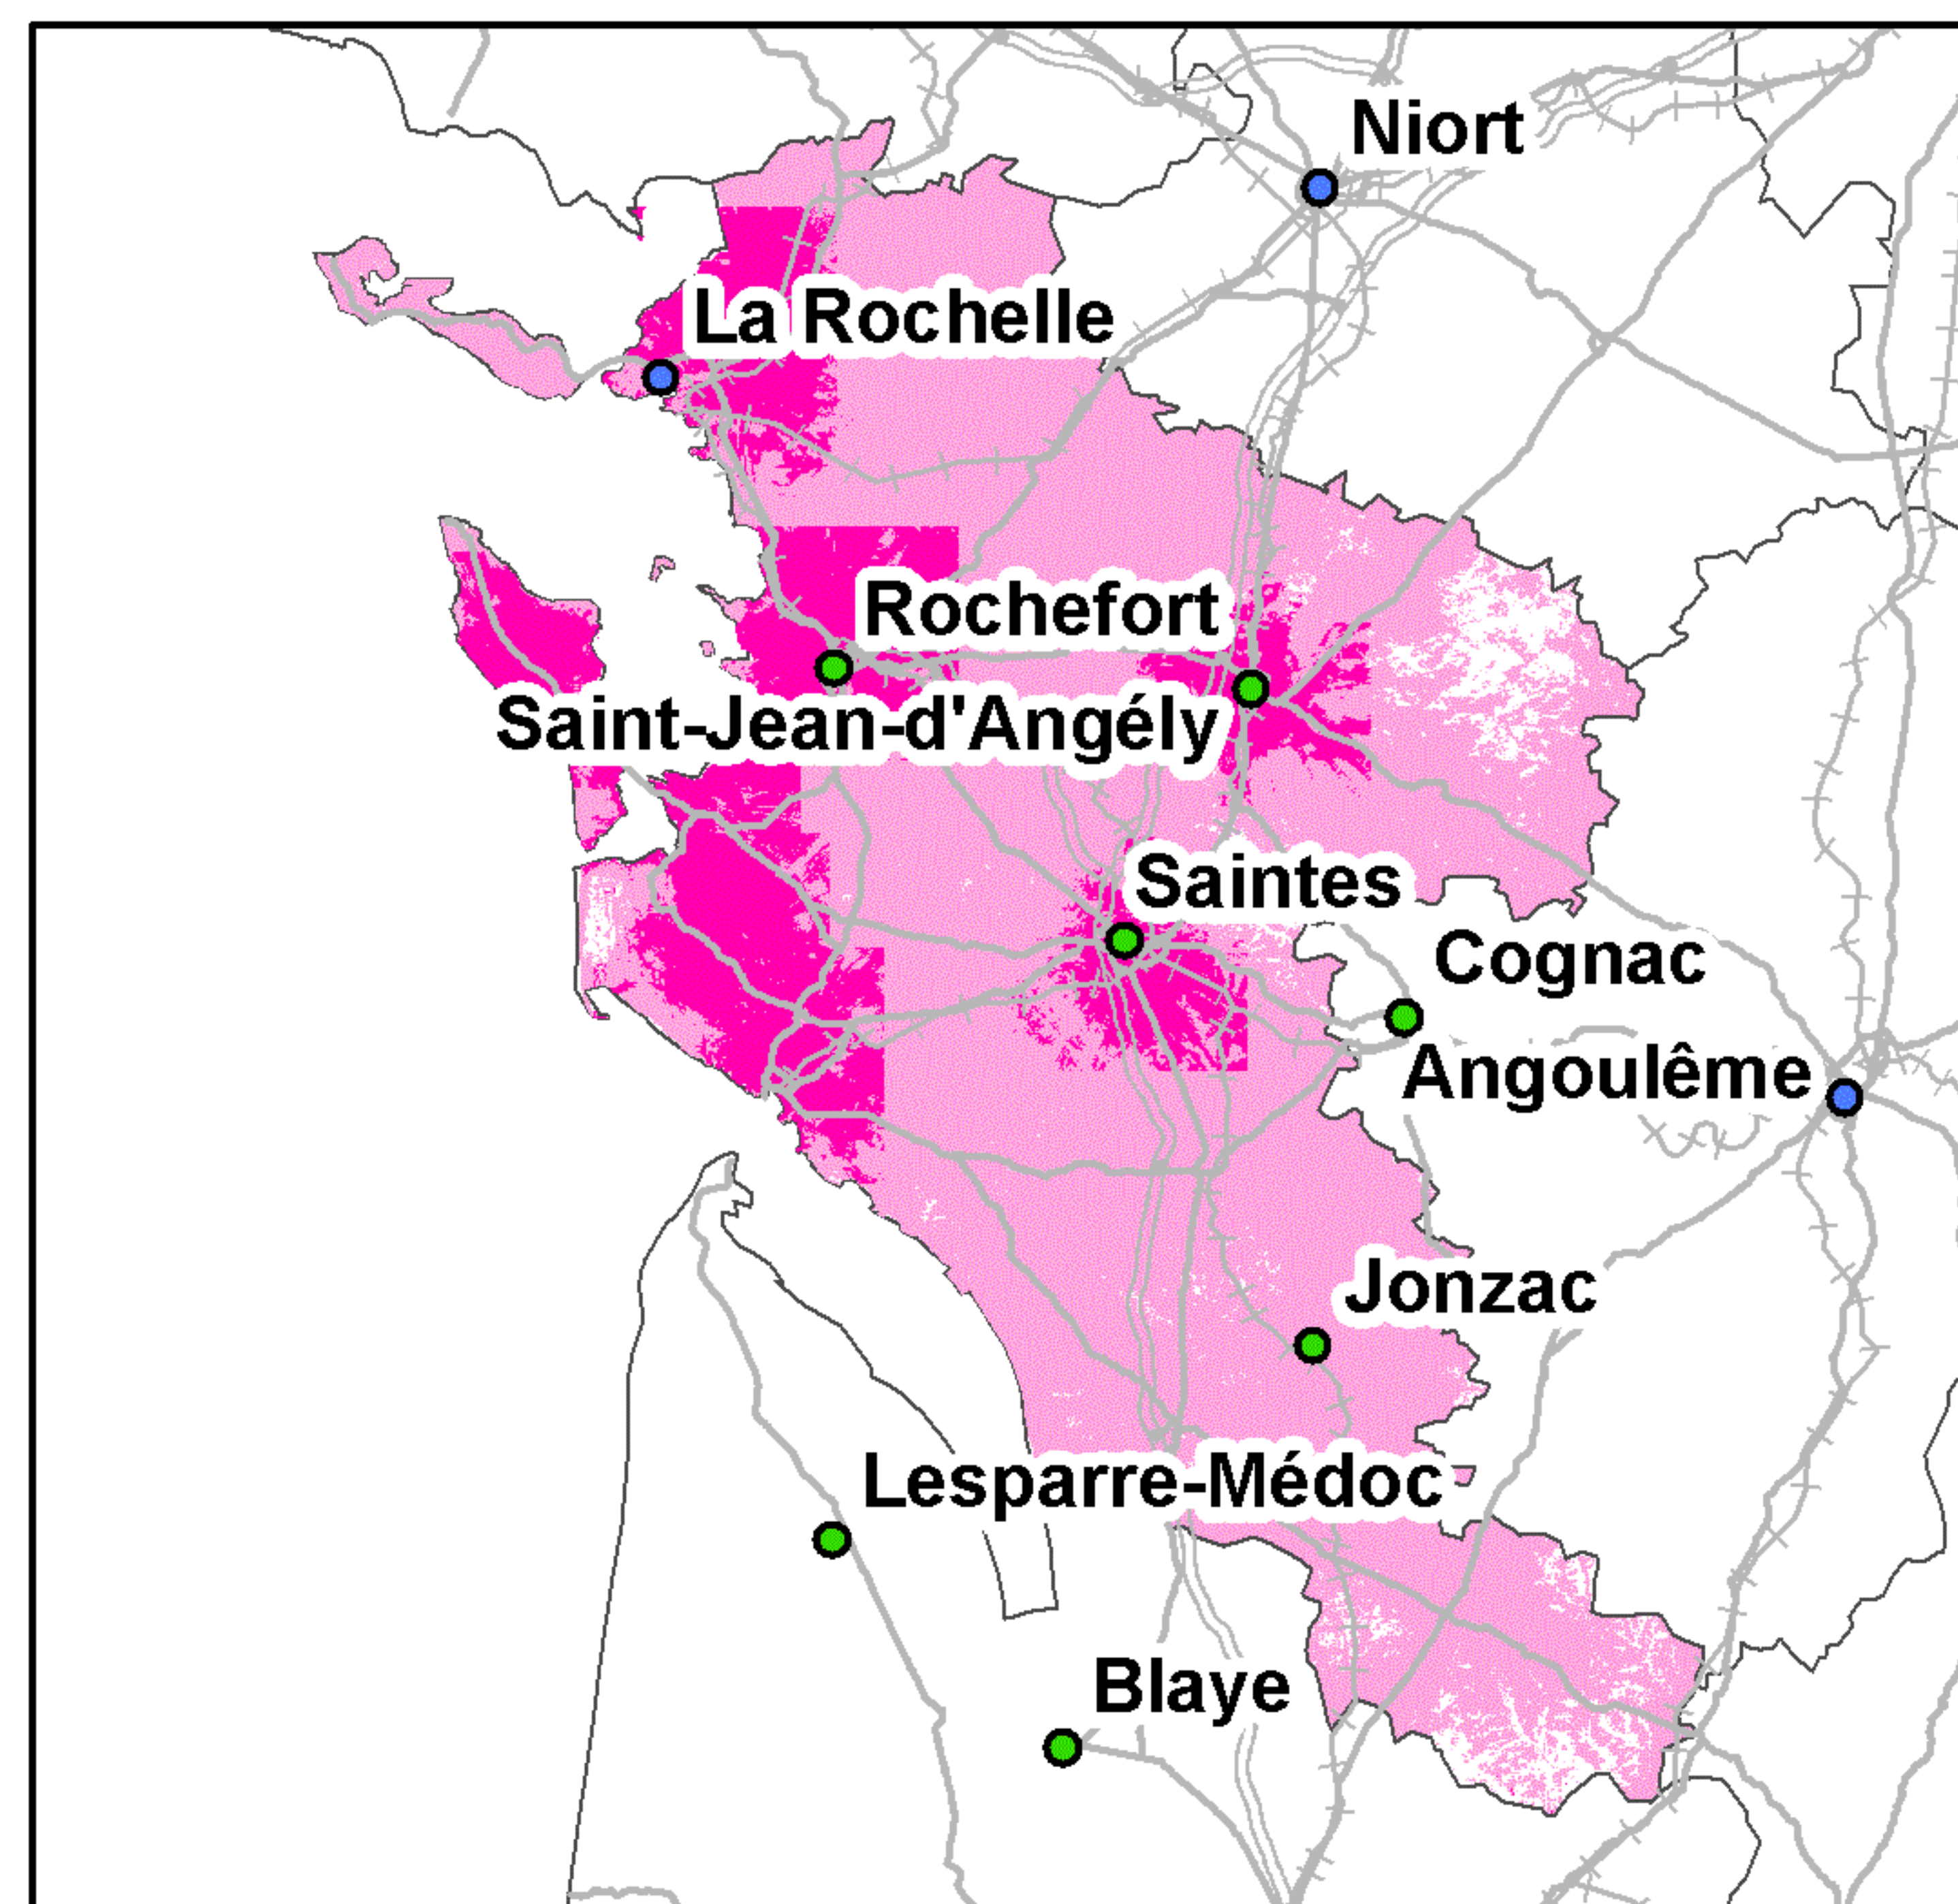 Niort
La Rochelle
Rochefort
Saint-Jean-d'Angély
Saintes
Cognac
Angoulême
Jonzac
Lesparre-Médoc
Blaye